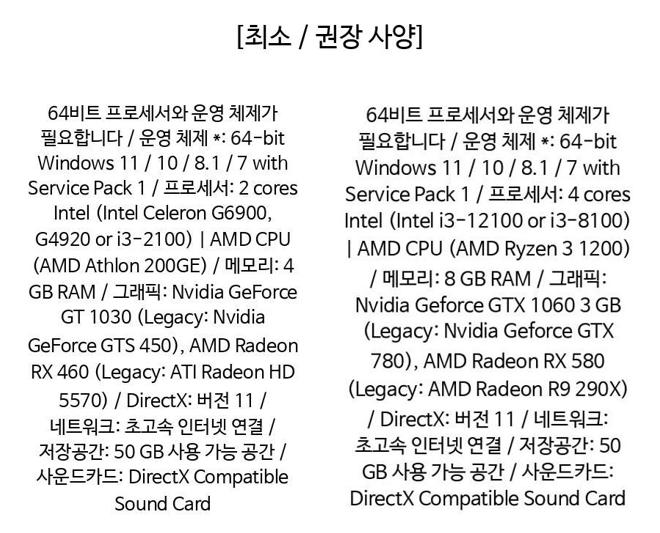 [최소 / 권장 사양]
64비트 프로세서와 운영 체제가
필요합니다 / 운영 체제 *: 64-bit
Windows 11 / 10 / 8.1 / 7 with
Service Pack 1 / 프로세서: 2 cores
Intel (Intel Celeron G6900,
G4920 or i3-2100) | AMD CPU
(AMD Athlon 200GE) / 메모리: 4
GB RAM / 그래픽: Nvidia GeForce
GT 1030 (Legacy: Nvidia
GeForce GTS 450), AMD Radeon
RX 460 (Legacy: ATI Radeon HD
5570) / DirectX: 버전 11 /
네트워크: 초고속 인터넷 연결 /
저장공간: 50 GB 사용 가능 공간 /
사운드카드: DirectX Compatible
Sound Card
64비트 프로세서와 운영 체제가
필요합니다 / 운영 체제 *: 64-bit
Windows 11 / 10 / 8.1 / 7 with
Service Pack 1 / 프로세서: 4 cores
Intel (Intel i3-12100 or i3-8100)
| AMD CPU (AMD Ryzen 3 1200)
/ 메모리: 8 GB RAM / 그래픽:
Nvidia Geforce GTX 1060 3 GB
(Legacy: Nvidia Geforce GTX
780), AMD Radeon RX 580
(Legacy: AMD Radeon R9 290X)
/ DirectX: 버전 11 / 네트워크:
초고속 인터넷 연결 / 저장공간: 50
GB 사용 가능 공간 / 사운드카드:
DirectX Compatible Sound Card